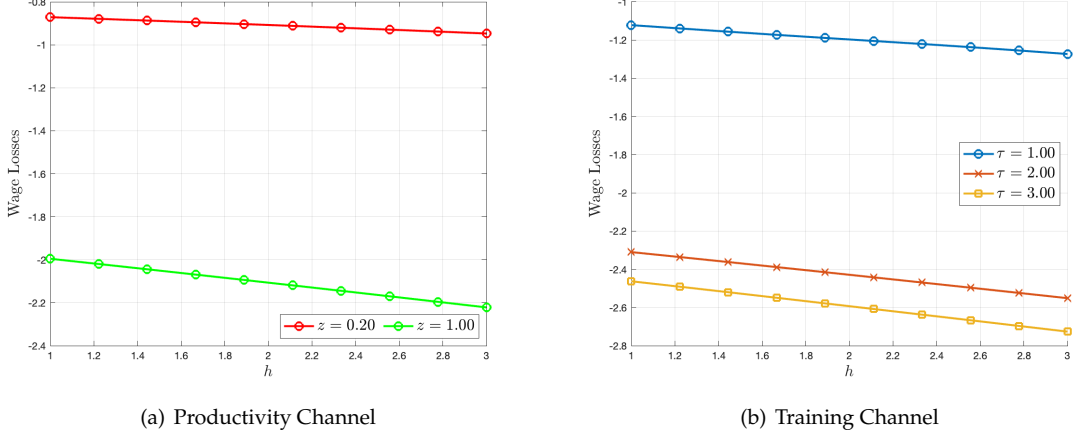 -0.8
-1
-1.2
-1.4
-1.6
-1.8
-2
-2.2
-2.4
Wage Losses
1 1.2 1.4 1.6 1.8 2 2.2 2.4 2.6 2.8 3
h
z = 0.20 z = 1.00
(a) Productivity Channel
-1
-1.2
-1.4
-1.6
-1.8
-2
-2.2
-2.4
-2.6
-2.8
Wage Losses
τ = 1.00
τ = 2.00
τ = 3.00
1 1.2 1.4 1.6 1.8 2 2.2 2.4 2.6 2.8 3
h
(b) Training Channel